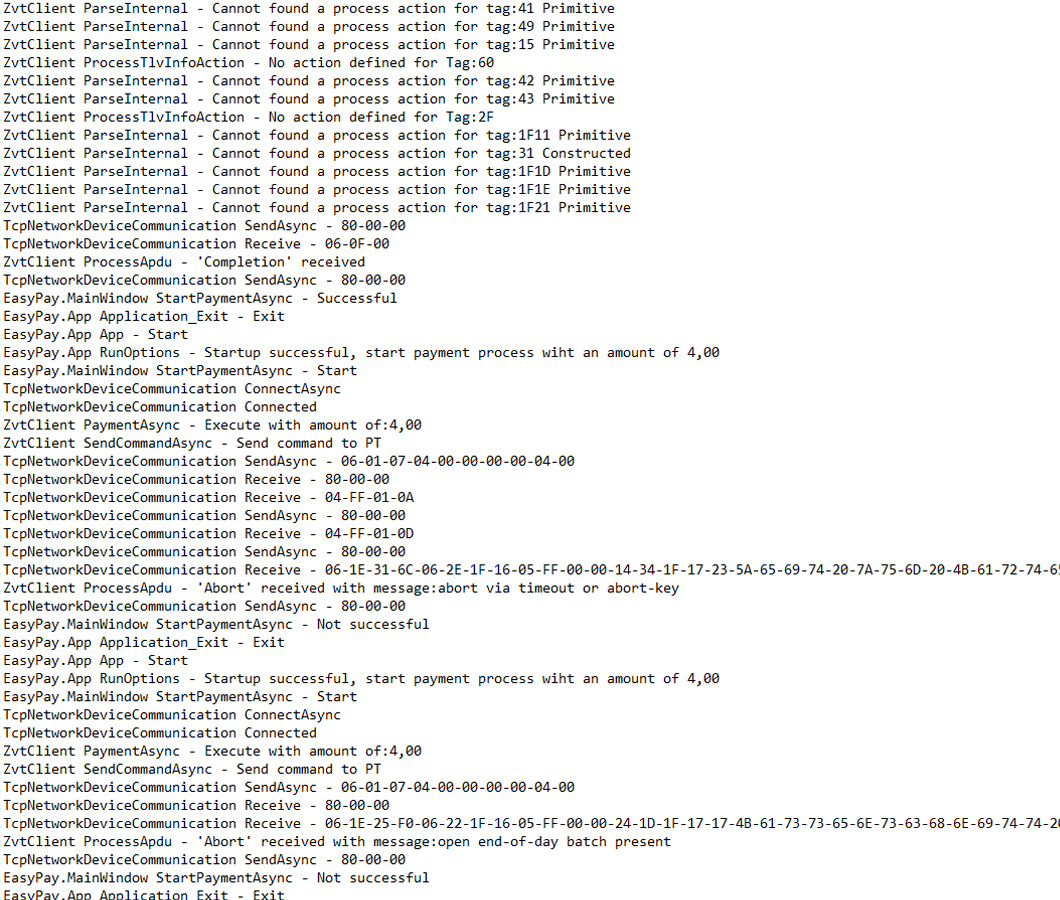 ZvtClient ParseInternal - Cannot found a process action for tag:41 Primitive
ZvtClient ParseInternal - Cannot found a process action for tag:49 Primitive
ZvtClient ParseInternal - Cannot found a process action for tag:15 Primitive
ZvtClient ProcessTlvInfoAction - No action defined for Tag:60
ZvtClient ParseInternal - Cannot found a process action for tag:42 Primitive
ZvtClient ParseInternal - Cannot found a process action for tag:43 Primitive
ZvtClient ProcessTlvInfoAction - No action defined for Tag:2F
ZvtClient ParseInternal - Cannot found a process action for tag:1F11 Primitive
ZvtClient ParseInternal - Cannot found a process action for tag:31 Constructed
ZvtClient ParseInternal - Cannot found a process action for tag:1F1D Primitive
ZvtClient ParseInternal - Cannot found a process action for tag:1F1E Primitive
ZvtClient ParseInternal - Cannot found a process action for tag:1F21 Primitive
TcpNetworkDeviceCommunication SendAsync - 80-00-00
TcpNetworkDeviceCommunication Receive - 06-0F-00
ZvtClient ProcessApdu - 'Completion' received
TcpNetworkDeviceCommunication SendAsync - 80-00-00
EasyPay.MainWindow StartPaymentAsync - Successful
EasyPay.App Application_Exit - Exit
EasyPay.App App - Start
EasyPay.App RunOptions - Startup successful, start payment process wiht an amount of 4,00
EasyPay.MainWindow StartPaymentAsync - Start
TcpNetworkDeviceCommunication ConnectAsync
TcpNetworkDeviceCommunication Connected
ZvtClient PaymentAsync - Execute with amount of:4,00
ZvtClient SendCommandAsync - Send command to PT
TcpNetworkDeviceCommunication SendAsync - 06-01-07-04-00-00-00-00-04-00
TcpNetworkDeviceCommunication Receive - 80-00-00
TcpNetworkDeviceCommunication Receive - 04-FF-01-0A
TcpNetworkDeviceCommunication SendAsync - 80-00-00
TcpNetworkDeviceCommunication Receive - 04-FF-01-0D
TcpNetworkDeviceCommunication SendAsync - 80-00-00
TcpNetworkDeviceCommunication Receive - 06-1E-31-6C-06-2E-1F-16-05-FF-00-00-14-34-1F-17-23-5A-65-69-74-20-7A-75-6D-20-4B-61-72-74-65
ZvtClient ProcessApdu - 'Abort' received with message:abort via timeout or abort-key
TcpNetworkDeviceCommunication SendAsync - 80-00-00
EasyPay.MainWindow StartPaymentAsync - Not successful
EasyPay.App Application_Exit - Exit
EasyPay.App App - Start
EasyPay.App RunOptions - Startup successful, start payment process wiht an amount of 4,00
EasyPay.MainWindow StartPaymentAsync - Start
TcpNetworkDeviceCommunication ConnectAsync
TcpNetworkDeviceCommunication Connected
ZvtClient PaymentAsync - Execute with amount of:4,00
ZvtClient SendCommandAsync - Send command to PT
TcpNetworkDeviceCommunication SendAsync - 06-01-07-04-00-00-00-00-04-00
TcpNetworkDeviceCommunication Receive - 80-00-00
TcpNetworkDeviceCommunication Receive - 06-1E-25-F0-06-22-1F-16-05-FF-00-00-24-1D-1F-17-17-4B-61-73-73-65-6E-73-63-68-6E-69-74-74-20
ZvtClient ProcessApdu - 'Abort' received with message:open end-of-day batch present
TcpNetworkDeviceCommunication SendAsync - 80-00-00
EasyPay.MainWindow StartPaymentAsync - Not successful
EasyPay.App Application_Exit - Exit